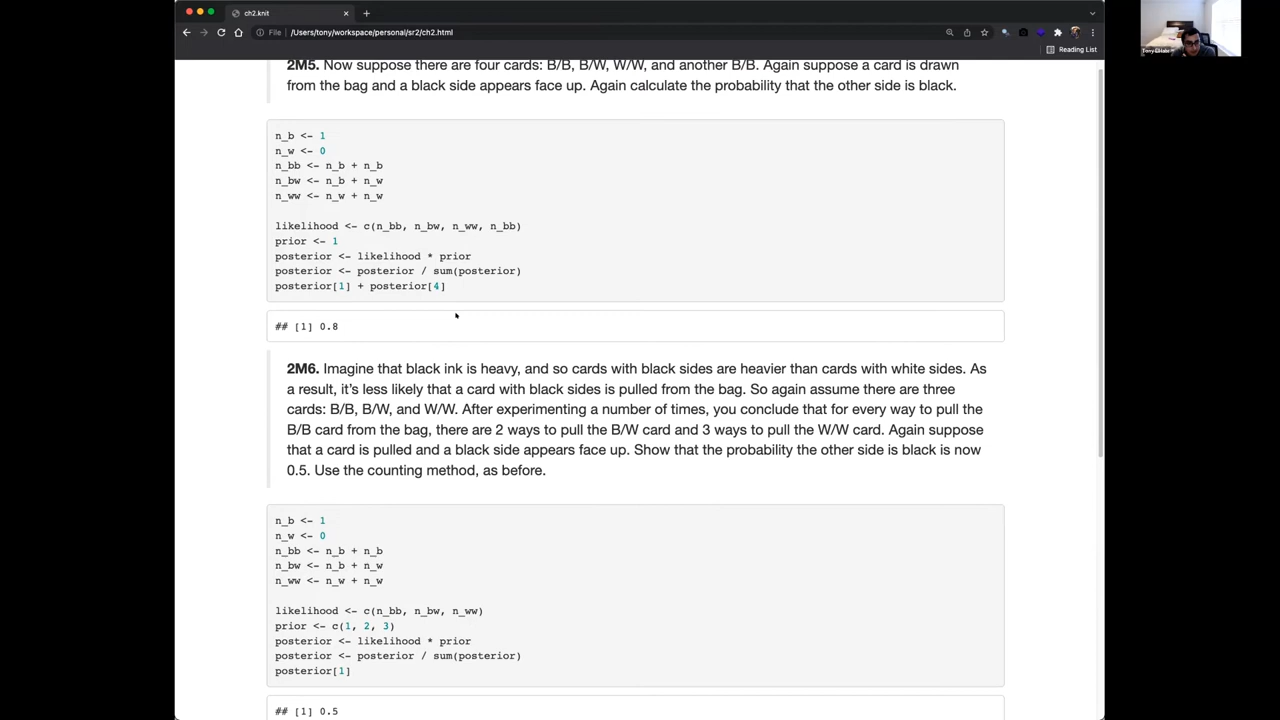 ch2.knit
File
/Users/tony/workspace/personal/sr2/ch2.html
Reading List
2M5. Now suppose there are four cards: B/B, B/W, W/W, and another B/B. Again suppose a card is drawn
from the bag and a black side appears face up. Again calculate the probability that the other side is black.
n_b <- 1
n_w <- 0
n_bb <- n_b + n_b
n_bw <- n_b + n_w
n_ww <- n_w + n_w
likelihood <- c(n_bb, n_bw, n_ww, n_bb)
prior <- 1
posterior <- likelihood * prior
posterior <- posterior / sum(posterior)
posterior[1] + posterior[4]
## [1] 0.8
2M6. Imagine that black ink is heavy, and so cards with black sides are heavier than cards with white sides. As
a result, it's less likely that a card with black sides is pulled from the bag. So again assume there are three
cards: B/B, B/W, and W/W. After experimenting a number of times, you conclude that for every way to pull the
B/B card from the bag, there are 2 ways to pull the B/W card and 3 ways to pull the W/W card. Again suppose
that a card is pulled and a black side appears face up. Show that the probability the other side is black is now
0.5. Use the counting method, as before.
n_b <- 1
n_w <- 0
n_bb <- n_b + n_b
n_bw <- n_b + n_w
n_ww <- n_w + n_w
likelihood <- c(n_bb, n_bw, n_ww)
prior <- c(1, 2, 3)
posterior <- likelihood * prior
posterior <- posterior / sum(posterior)
posterior[1]
## [1] 0.5